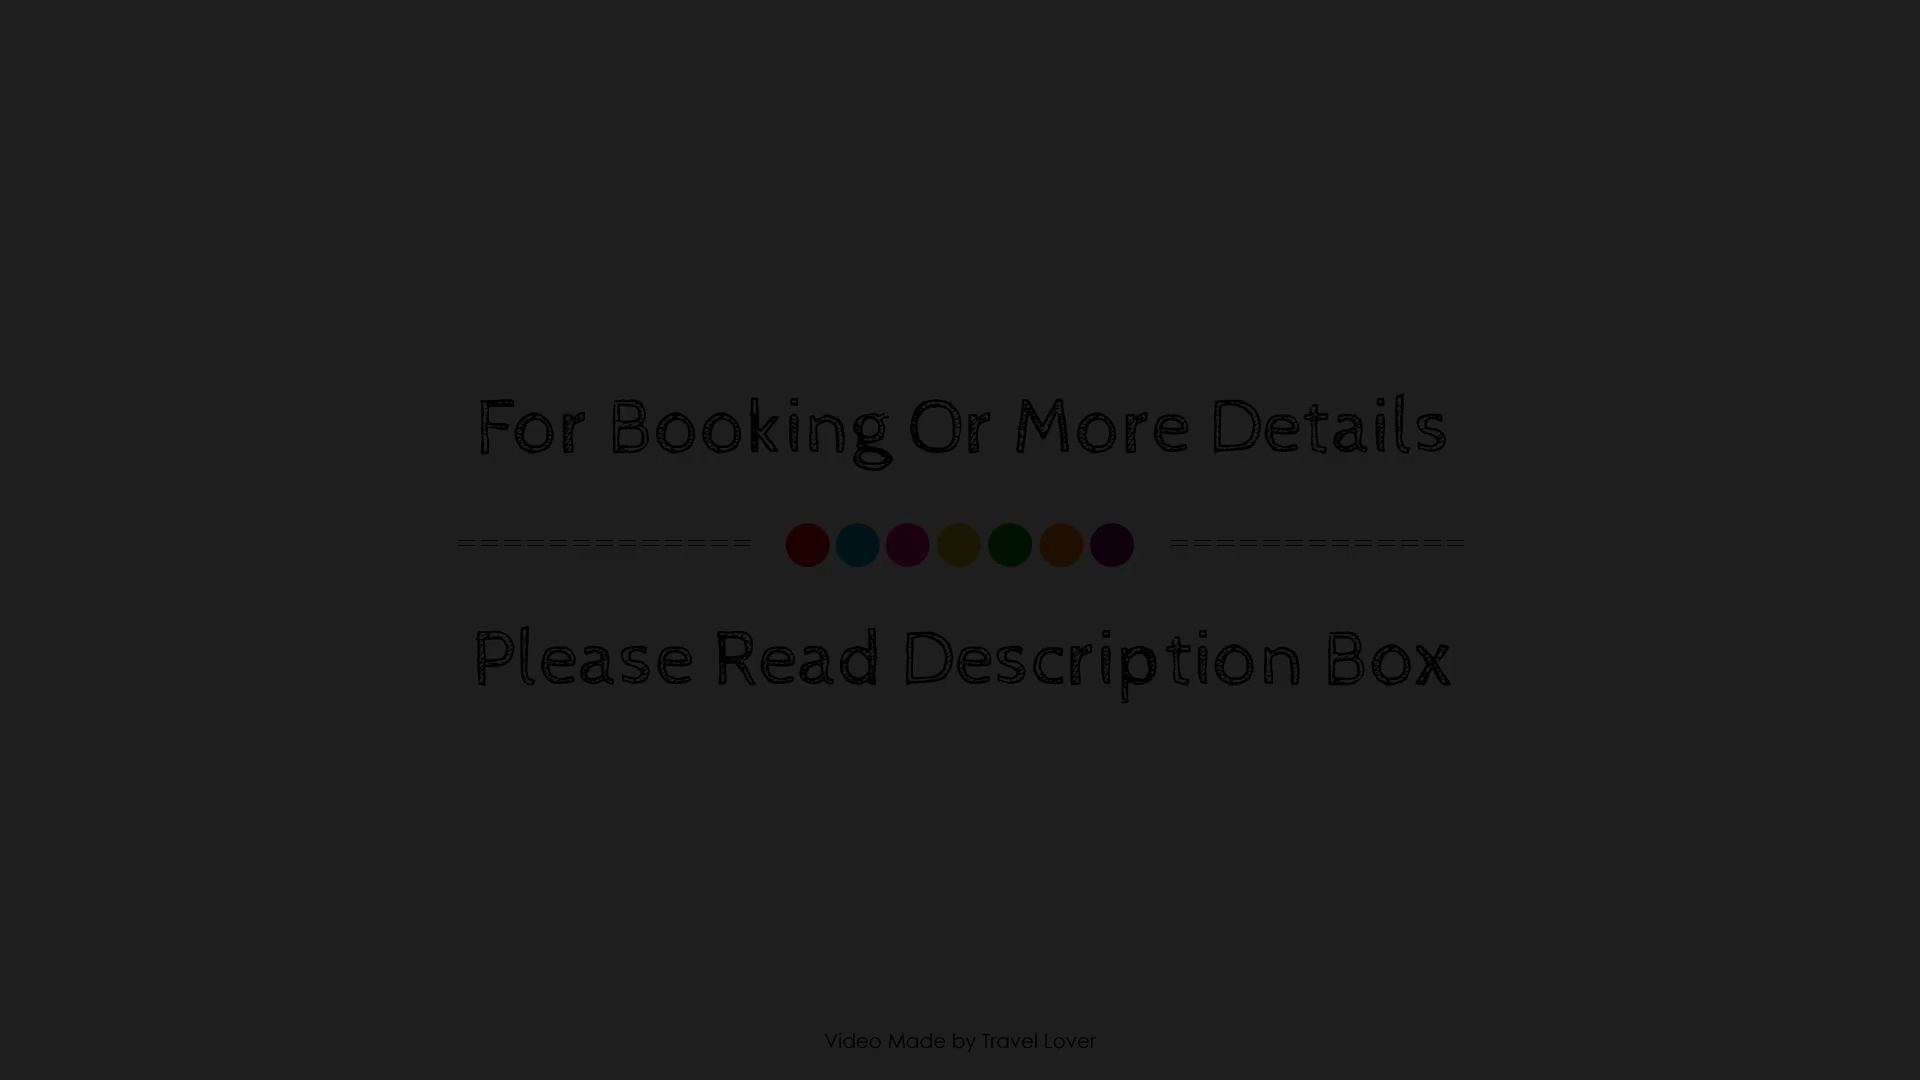 For Booking Or More Details
============= =============
Please Read Description Box
Video Made by Travel Lover